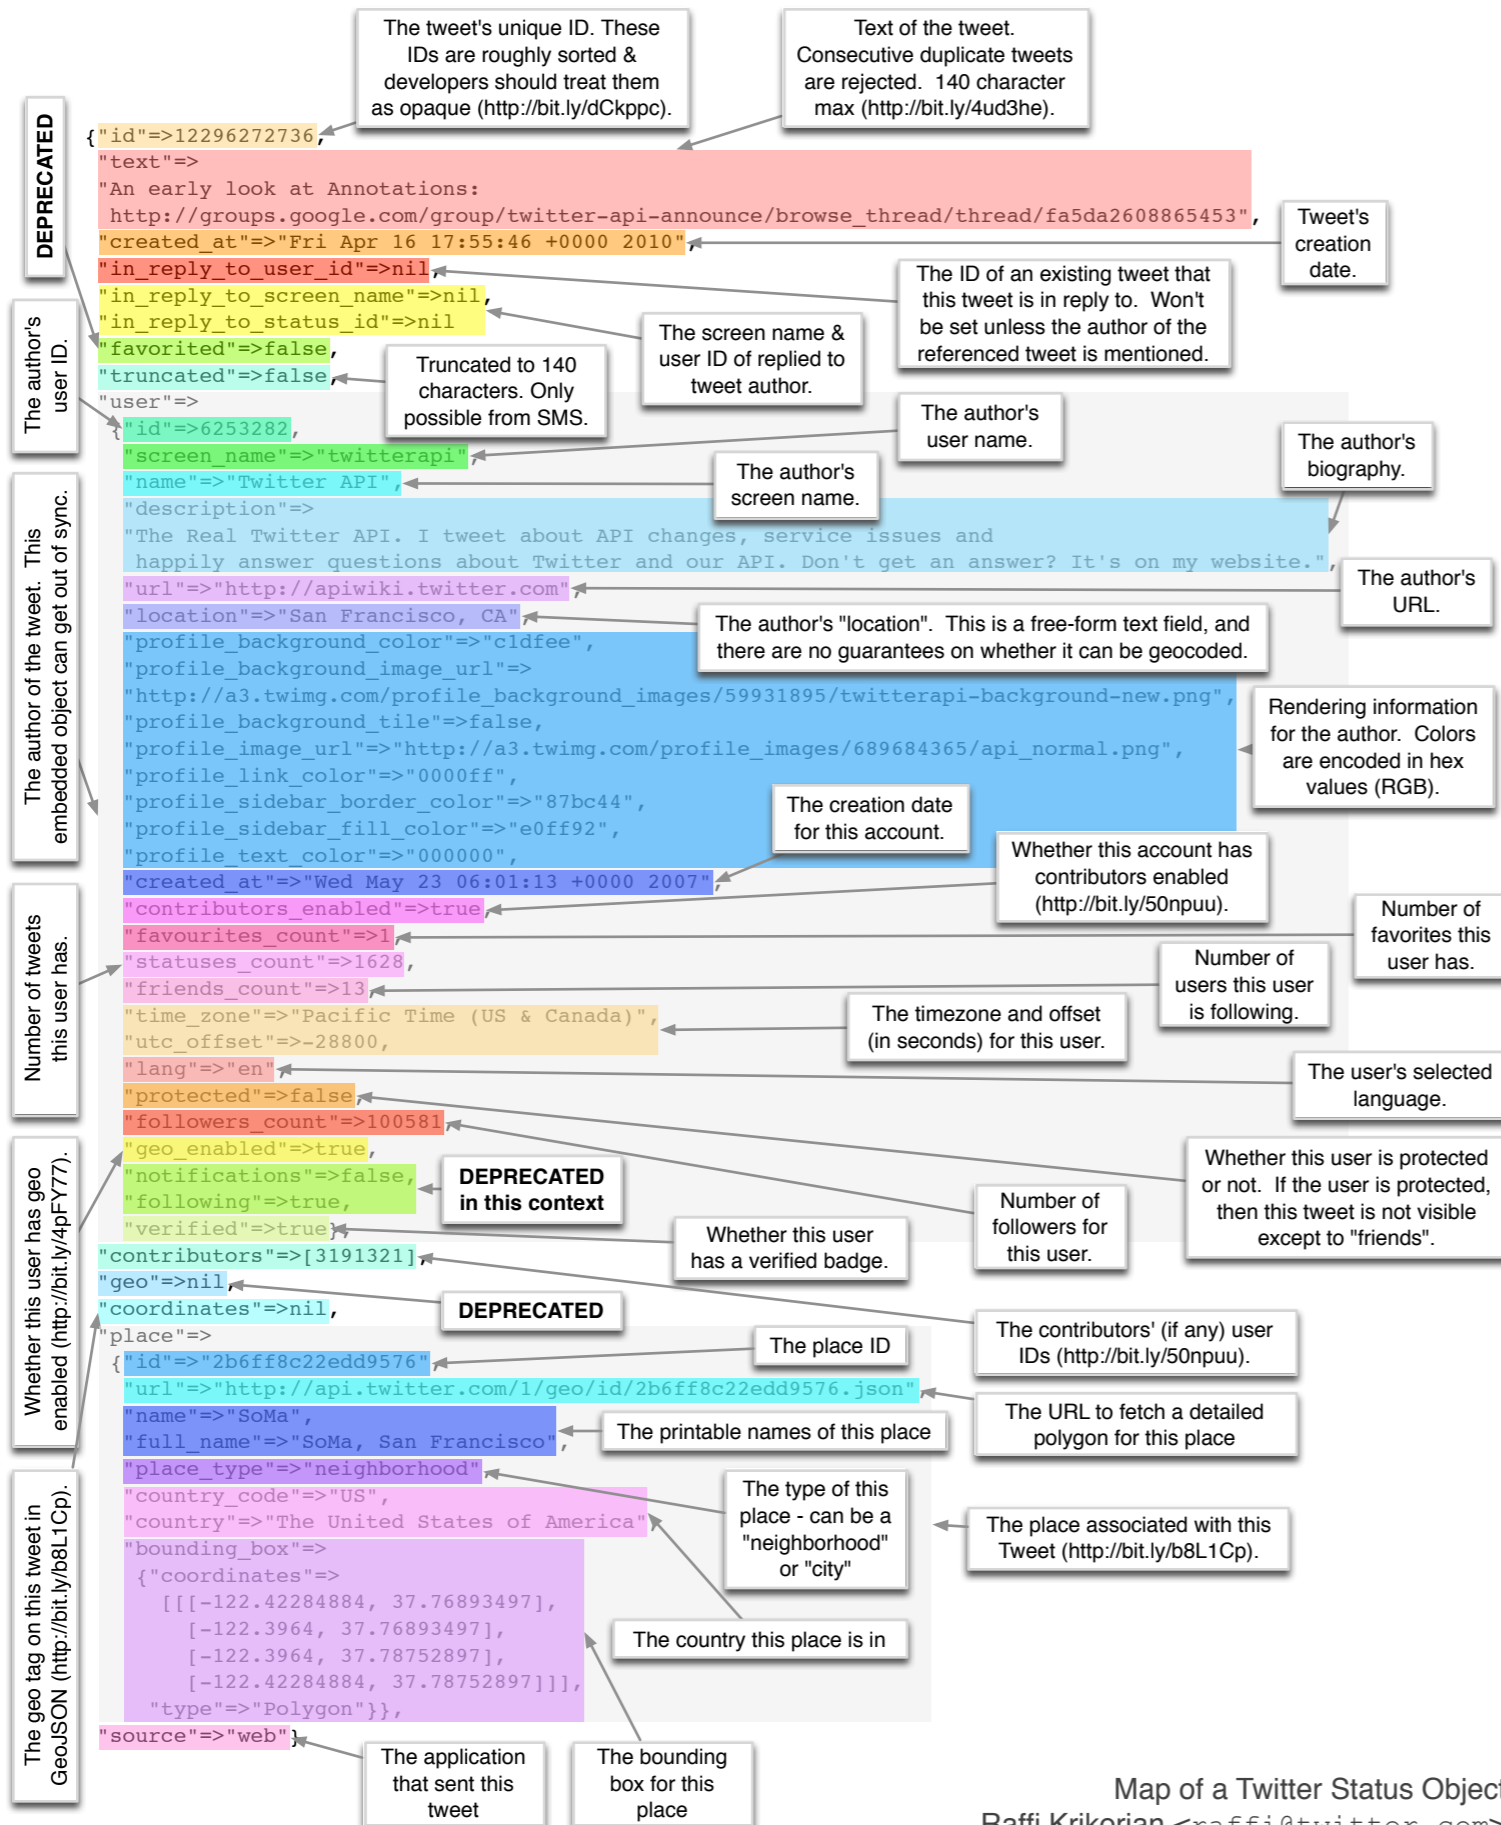 The tweet's unique ID. These
IDs are roughly sorted &
developers should treat them
as opaque (http://bit.ly/dCkppc).
Text of the tweet.
Consecutive duplicate tweets
are rejected. 140 character
max (http://bit.ly/4ud3he).
DEPRECATED
{"id"=>12296272736,
"text"=>
"An early look at Annotations:
http://groups.google.com/group/twitter-api-announce/browse_thread/thread/fa5da2608865453",
"created_at"=>"Fri Apr 16 17:55:46 +0000 2010",
Tweet's
creation
date.
"in_reply_to_user_id"=>nil,
The ID of an existing tweet that
this tweet is in reply to. Won't
be set unless the author of the
referenced tweet is mentioned.
"in_reply_to_screen_name"=>nil,
"in_reply_to_status_id"=>nil
The screen name &
user ID of replied to
tweet author.
The author's
user ID.
"favorited"=>false,
"truncated"=>false,
Truncated to 140
characters. Only
possible from SMS.
"user"=>
{"id"=>6253282,
The author's
user name.
"screen_name"=>"twitterapi",
The author's
screen name.
"name"=>"Twitter API",
The author's
biography.
The author of the tweet. This
embedded object can get out of sync.
"description"=>
"The Real Twitter API. I tweet about API changes, service issues and
happily answer questions about Twitter and our API. Don't get an answer? It's on my website.",
"url"=>"http://apiwiki.twitter.com",
The author's
URL.
"location"=>"San Francisco, CA",
The author's "location". This is a free-form text field, and
there are no guarantees on whether it can be geocoded.
"profile_background_color"=>"c1dfee",
"profile_background_image_url"=>
"http://a3.twimg.com/profile_background_images/59931895/twitterapi-background-new.png",
"profile_background_tile"=>false,
"profile_image_url"=>"http://a3.twimg.com/profile_images/689684365/api_normal.png",
"profile_link_color"=>"0000ff",
"profile_sidebar_border_color"=>"87bc44",
"profile_sidebar_fill_color"=>"e0ff92",
"profile_text_color"=>"000000",
Rendering information
for the author. Colors
are encoded in hex
values (RGB).
The creation date
for this account.
"created_at"=>"Wed May 23 06:01:13 +0000 2007",
Whether this account has
contributors enabled
(http://bit.ly/50npuu).
"contributors_enabled"=>true,
"favourites_count"=>1,
Number of
favorites this
user has.
Number of tweets
this user has.
"statuses_count"=>1628,
"friends_count"=>13,
Number of
users this user
is following.
"time_zone"=>"Pacific Time (US & Canada)",
"utc_offset"=>-28800,
The timezone and offset
(in seconds) for this user.
"lang"=>"en",
The user's selected
language.
"protected"=>false,
"followers_count"=>100581,
"geo_enabled"=>true,
"notifications"=>false,
"following"=>true,
DEPRECATED
in this context
Whether this user is protected
or not. If the user is protected,
then this tweet is not visible
except to "friends".
Number of
followers for
this user.
"verified"=>true},
Whether this user
has a verified badge.
Whether this user has geo
enabled (http://bit.ly/4pFY77).
"contributors"=>[3191321],
"geo"=>nil,
DEPRECATED
"coordinates"=>nil,
The contributors' (if any) user
IDs (http://bit.ly/50npuu).
"place"=>
{"id"=>"2b6ff8c22edd9576",
The place ID
"url"=>"http://api.twitter.com/1/geo/id/2b6ff8c22edd9576.json",
The URL to fetch a detailed
polygon for this place
"name"=>"SoMa",
"full_name"=>"SoMa, San Francisco",
The printable names of this place
"place_type"=>"neighborhood",
The type of this
place - can be a
"neighborhood"
or "city"
"country_code"=>"US",
"country"=>"The United States of America",
The place associated with this
Tweet (http://bit.ly/b8L1Cp).
The geo tag on this tweet in
GeoJSON (http://bit.ly/b8L1Cp).
"bounding_box"=>
{"coordinates"=>
[[[-122.42284884, 37.76893497],
[-122.3964, 37.76893497],
[-122.3964, 37.78752897],
[-122.42284884, 37.78752897]]],
"type"=>"Polygon"}},
The country this place is in
"source"=>"web"}
The application
that sent this
tweet
The bounding
box for this
place
Map of a Twitter Status Object
Raffi Krikorian <raffi@twitter.com>